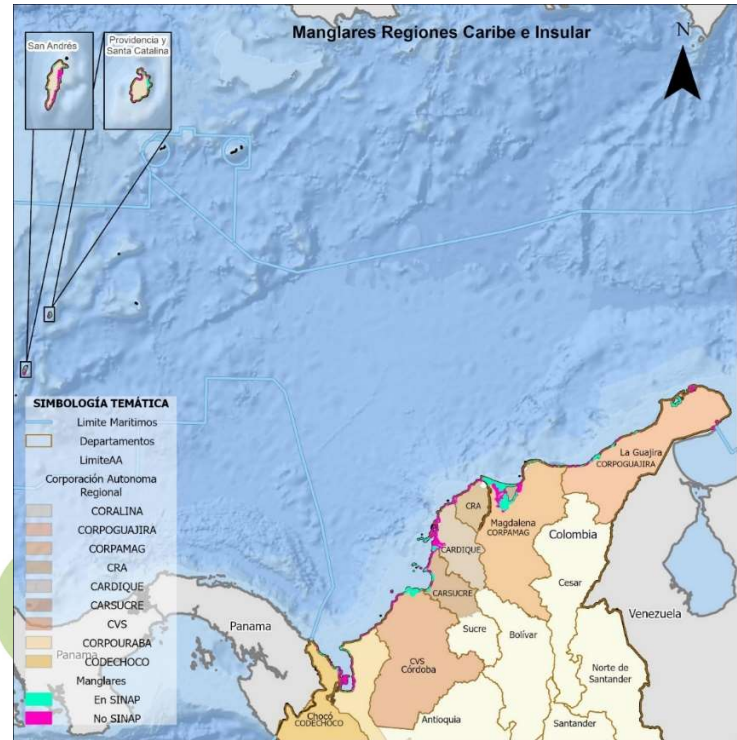 Manglares Regiones Caribe e Insular
N
San Andrés
Providencia y
Santa Catalina
SIMBOLOGÍA TEMÁTICA
Limite Maritimos
Departamentos
LimiteAA
Corporación Autonoma
Regional
CORALINA
CORPOGUAJIRA
CORPAMAG
CRA
CARDIQUE
CARSUCRE
CVS
CORPOURABA
CODECHOCO
Manglares
En SINAP
No SINAP
La Guajira
CORPOGUAJIRA
CRA
Magdalena
CORPAMAG
Colombia
CARDIQUE
Cesar
CARSUCRE
Venezuela
Panama
Panama
Sucre
Bolívar
CVS
Córdoba
Norte de
Santander
Chocó
CODECHOCO
Antioquia
Santander